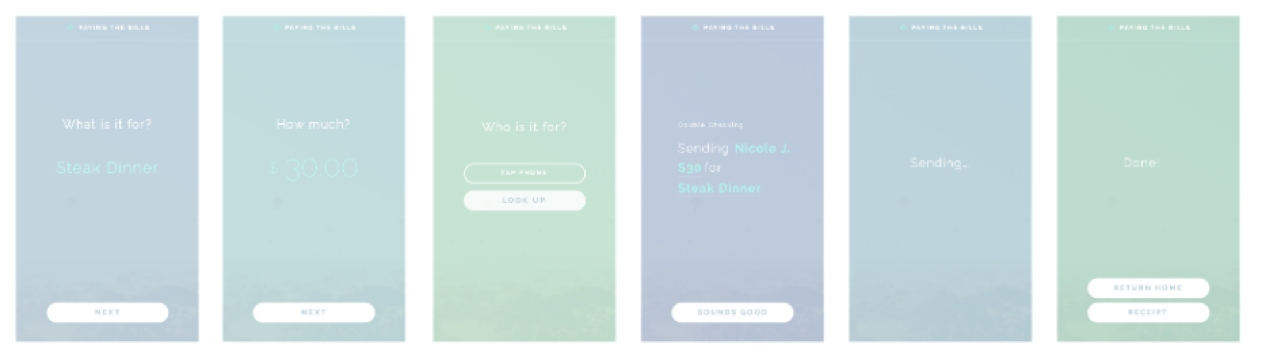 PAYING THE BILLS
What is it for?
Steak Dinner
NEXT
PAYING THE BILLS
How much?
$ 30.00
NEXT
PAYING THE BILLS
Who is it for?
TAP PHONE
LOOK UP
PAYING THE BILLS
Double Checking
Sending Nicole J.
$30 for
Steak Dinner
SOUNDS GOOD
PAYING THE BILLS
Sending...
PAYING THE BILLS
Done!
RETURN HOME
RECEIPT